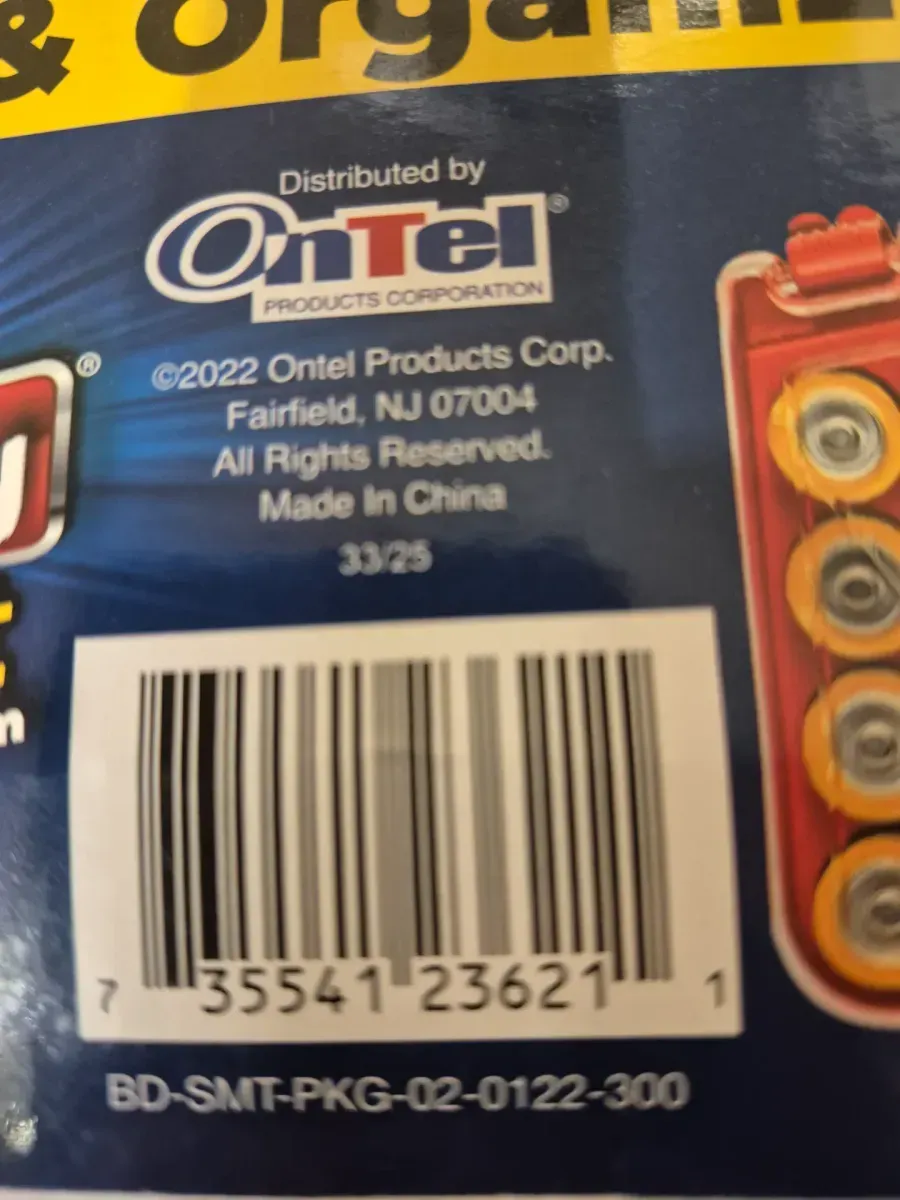 & Organiz
Distributed by
OnTel®
PRODUCTS CORPORATION
©2022 Ontel Products Corp.
Fairfield, NJ 07004
All Rights Reserved.
Made In China
33/25
®
7 35541 23621 1
BD-SMT-PKG-02-0122-300